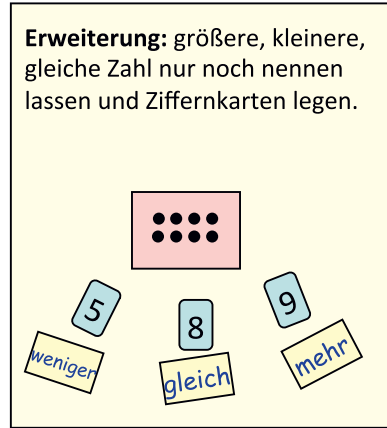 Erweiterung: größere, kleinere,
gleiche Zahl nur noch nennen
lassen und Ziffernkarten legen.
5
8
9
weniger
gleich
mehr